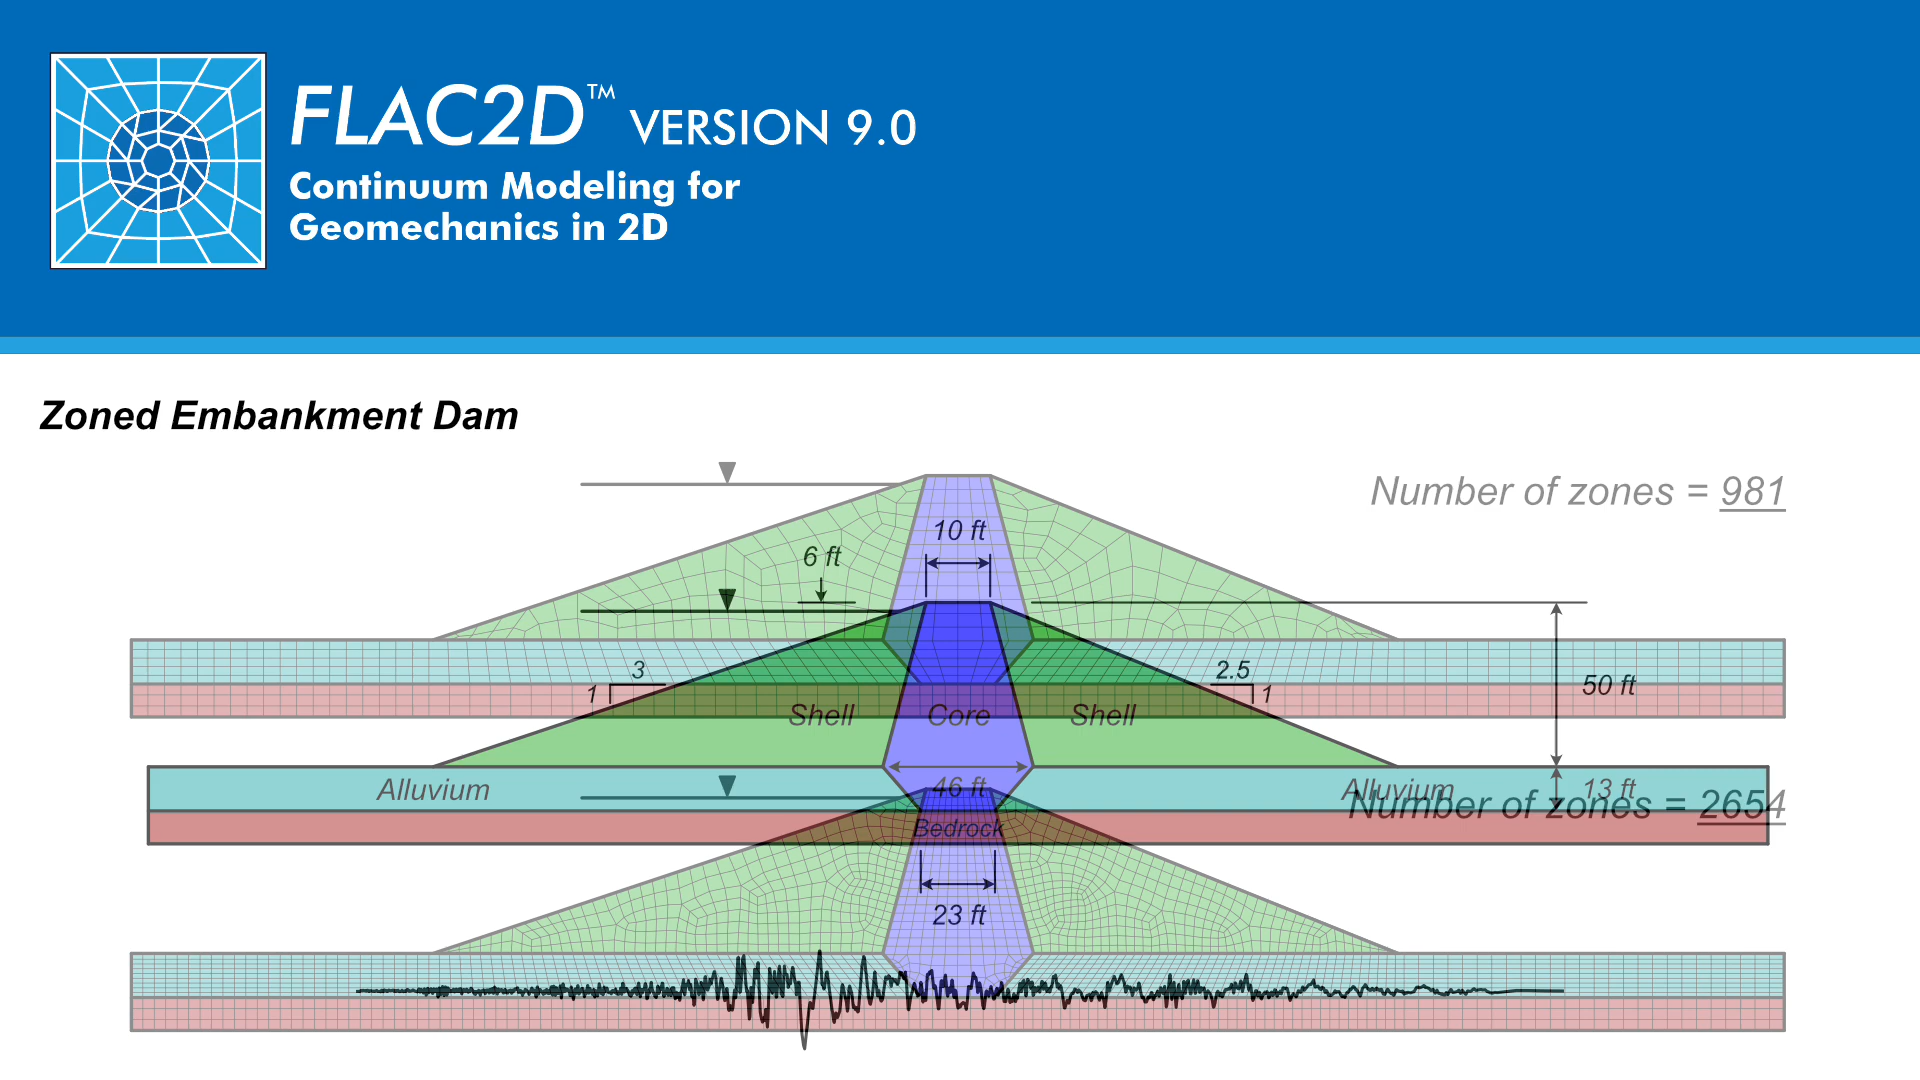 FLAC2D™ VERSION 9.0
Continuum Modeling for
Geomechanics in 2D
Zoned Embankment Dam
Number of zones = 981
10 ft
6 ft
3
1
2.5
1
50 ft
Shell
Core
Shell
Alluvium
46 ft
Alluvium
13 ft
Number of zones = 2654
Bedrock
23 ft